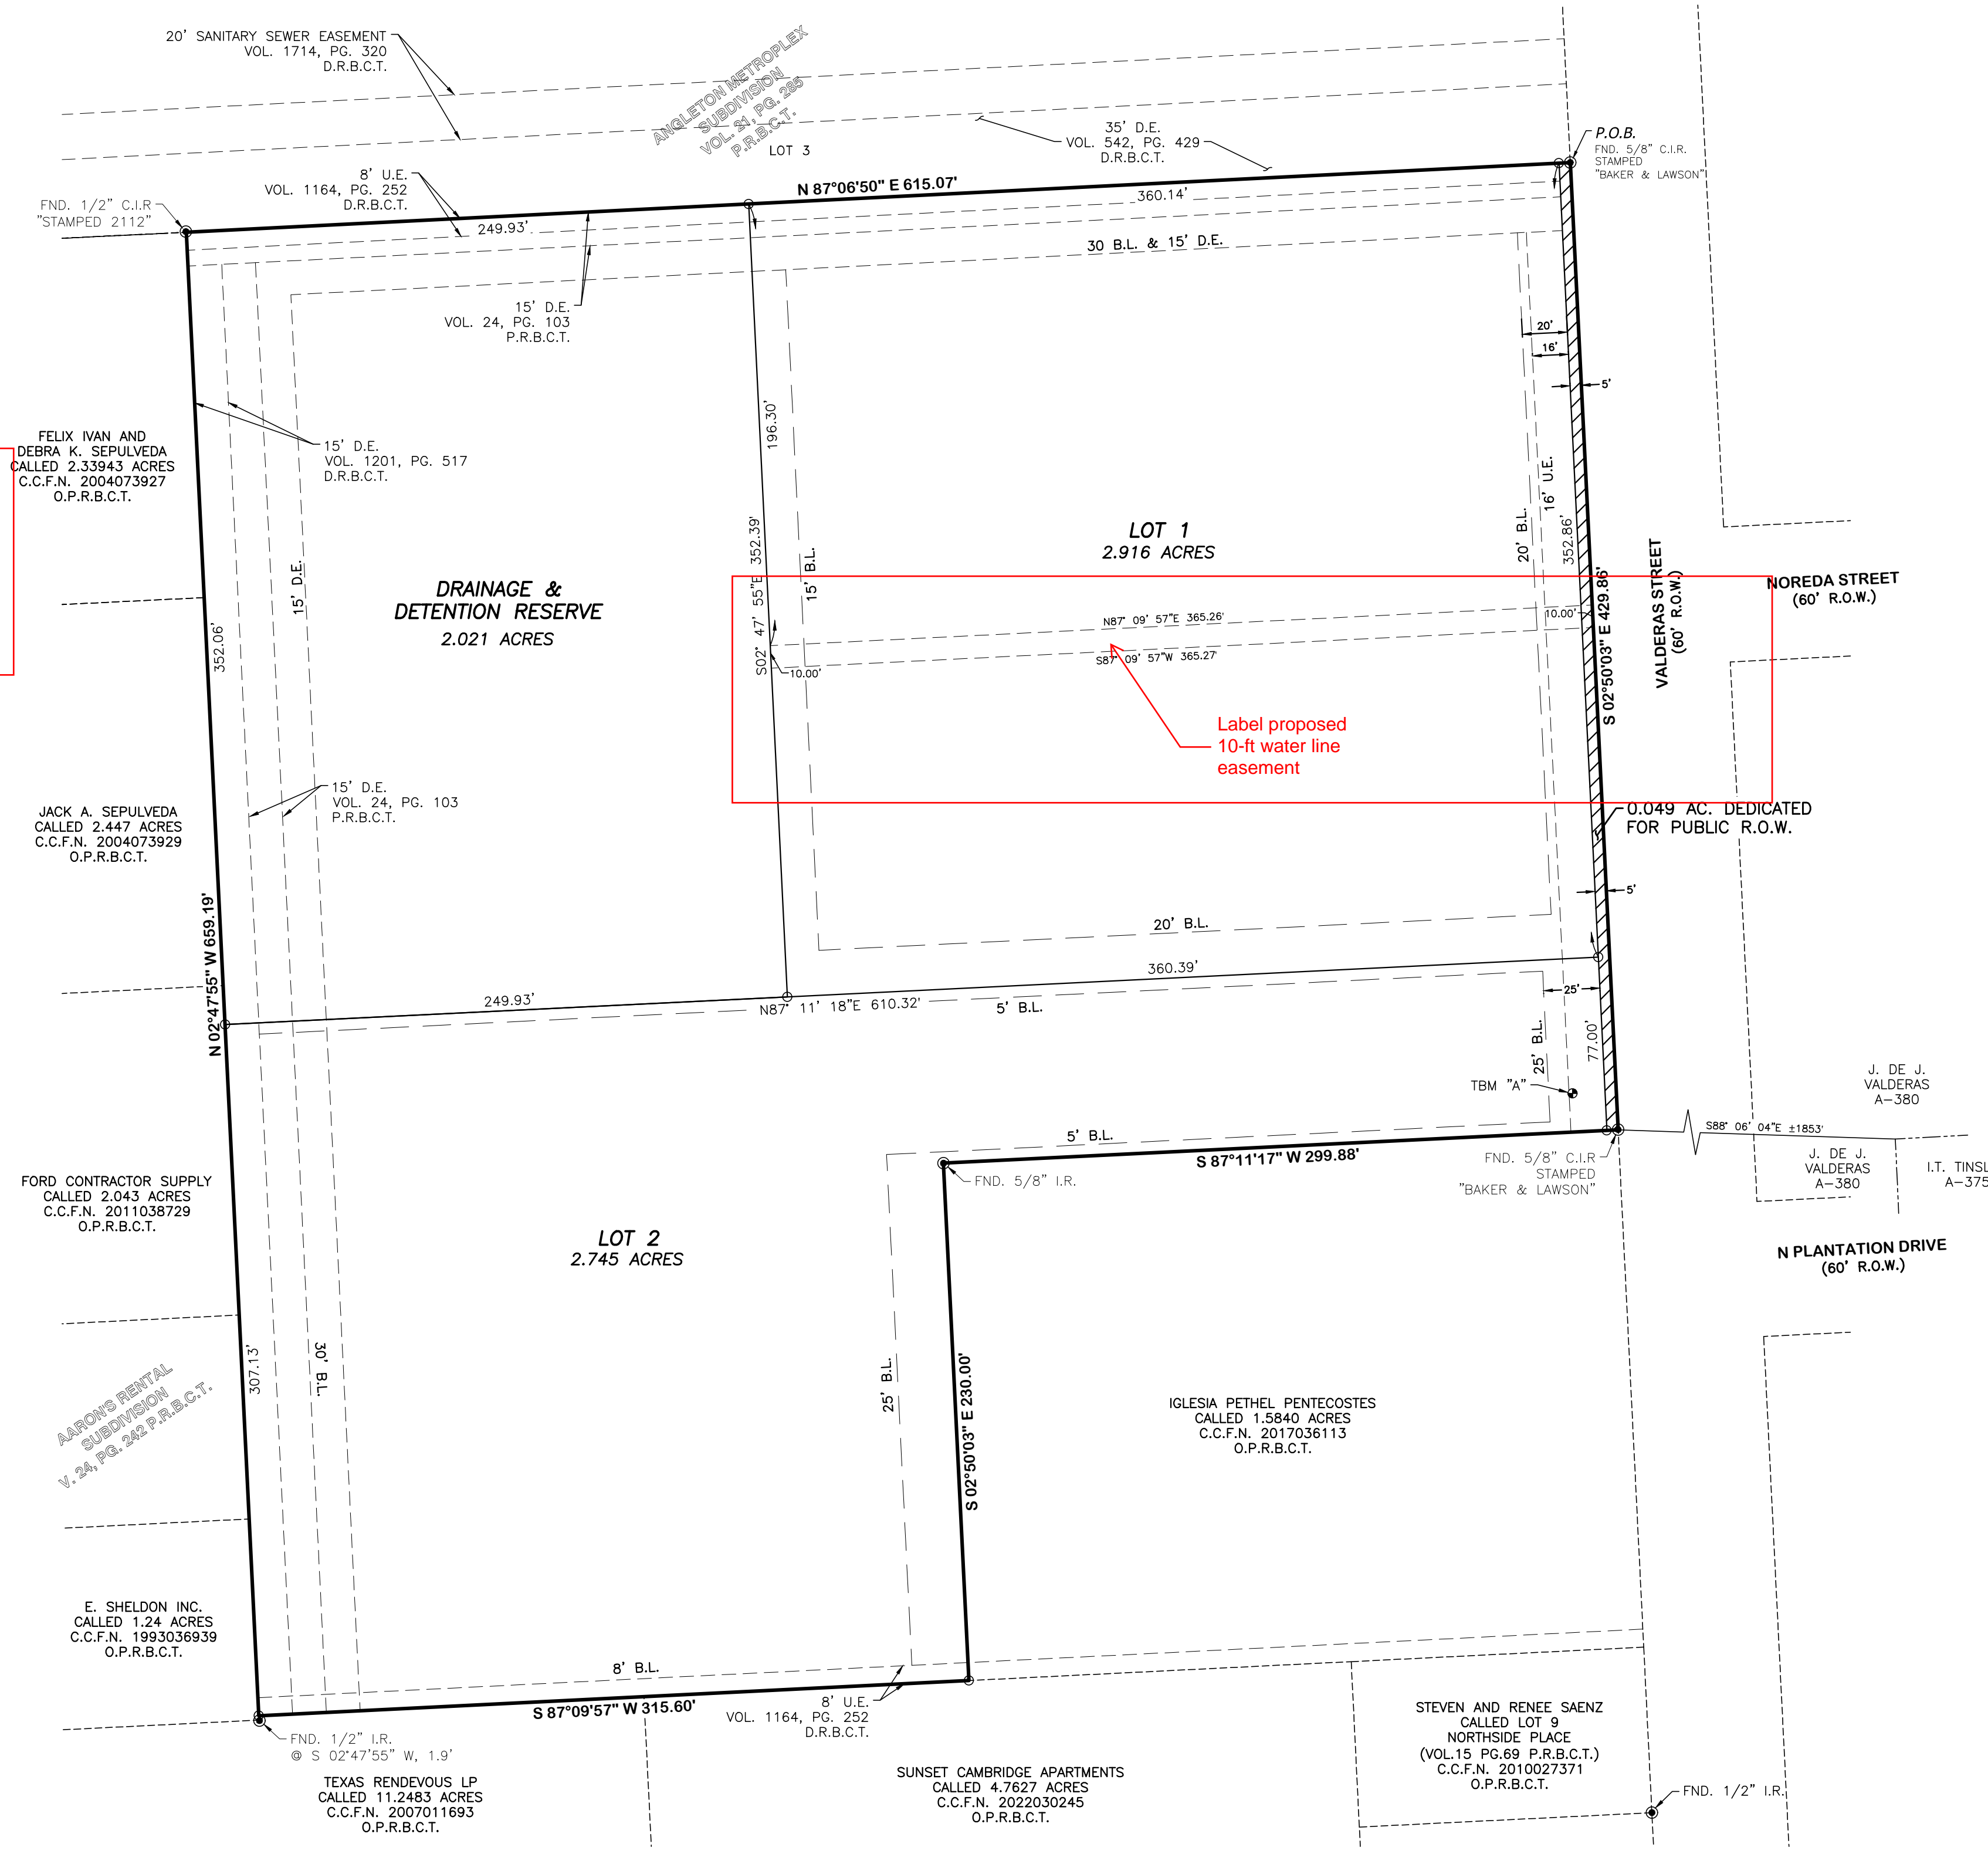 20' SANITARY SEWER EASEMENT
VOL. 1714, PG. 320
D.R.B.C.T.
ANGLETON METROPLEX
SUBDIVISION
VOL. 21, PG. 285
P.R.B.C.T.
LOT 3
35' D.E.
VOL. 542, PG. 429
D.R.B.C.T.
P.O.B.
FND. 5/8" C.I.R.
STAMPED
"BAKER & LAWSON"
8' U.E.
VOL. 1164, PG. 252
D.R.B.C.T.
FND. 1/2" C.I.R
"STAMPED 2112"
N 87°06'50" E 615.07'
249.93'
360.14'
30 B.L. & 15' D.E.
15' D.E.
VOL. 24, PG. 103
P.R.B.C.T.
20'
16'
5'
196.30'
FELIX IVAN AND
DEBRA K. SEPULVEDA
CALLED 2.33943 ACRES
C.C.F.N. 2004073927
O.P.R.B.C.T.
15' D.E.
VOL. 1201, PG. 517
D.R.B.C.T.
15' D.E.
352.06'
DRAINAGE &
DETENTION RESERVE
2.021 ACRES
S02° 47' 55"E 352.39'
15' B.L.
LOT 1
2.916 ACRES
20' B.L.
16' U.E.
352.86'
S 02°50'03" E 429.86'
VALDERAS STREET
(60' R.O.W.)
NOREDA STREET
(60' R.O.W.)
N87° 09' 57"E 365.26'
10.00'
S87° 09' 57"W 365.27'
10.00'
Label proposed
10-ft water line
easement
15' D.E.
VOL. 24, PG. 103
P.R.B.C.T.
JACK A. SEPULVEDA
CALLED 2.447 ACRES
C.C.F.N. 2004073929
O.P.R.B.C.T.
0.049 AC. DEDICATED
FOR PUBLIC R.O.W.
5'
N 02°47'55" W 659.19'
20' B.L.
360.39'
249.93'
N87° 11' 18"E 610.32'
5' B.L.
25'
25' B.L.
77.00'
TBM "A"
J. DE J.
VALDERAS
A-380
S88° 06' 04"E ±1853'
J. DE J.
VALDERAS
A-380
I.T. TINSL
A-375
5' B.L.
S 87°11'17" W 299.88'
FND. 5/8" I.R.
FND. 5/8" C.I.R
STAMPED
"BAKER & LAWSON"
FORD CONTRACTOR SUPPLY
CALLED 2.043 ACRES
C.C.F.N. 2011038729
O.P.R.B.C.T.
LOT 2
2.745 ACRES
N PLANTATION DRIVE
(60' R.O.W.)
307.13'
30' B.L.
25' B.L.
S 02°50'03" E 230.00'
AARON'S RENTAL
SUBDIVISION
V. 24, PG. 242 P.R.B.C.T.
IGLESIA PETHEL PENTECOSTES
CALLED 1.5840 ACRES
C.C.F.N. 2017036113
O.P.R.B.C.T.
E. SHELDON INC.
CALLED 1.24 ACRES
C.C.F.N. 1993036939
O.P.R.B.C.T.
8' B.L.
S 87°09'57" W 315.60'
8' U.E.
VOL. 1164, PG. 252
D.R.B.C.T.
FND. 1/2" I.R.
@ S 02°47'55" W, 1.9'
TEXAS RENDEVOUS LP
CALLED 11.2483 ACRES
C.C.F.N. 2007011693
O.P.R.B.C.T.
SUNSET CAMBRIDGE APARTMENTS
CALLED 4.7627 ACRES
C.C.F.N. 2022030245
O.P.R.B.C.T.
STEVEN AND RENEE SAENZ
CALLED LOT 9
NORTHSIDE PLACE
(VOL.15 PG.69 P.R.B.C.T.)
C.C.F.N. 2010027371
O.P.R.B.C.T.
FND. 1/2" I.R.